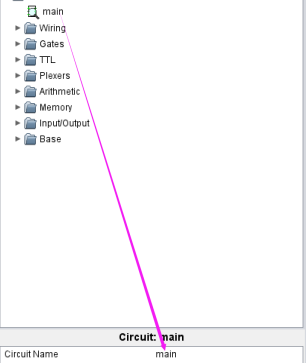 main
Wiring
Gates
TTL
Plexers
Arithmetic
Memory
Input/Output
Base
Circuit: main
Circuit Name main